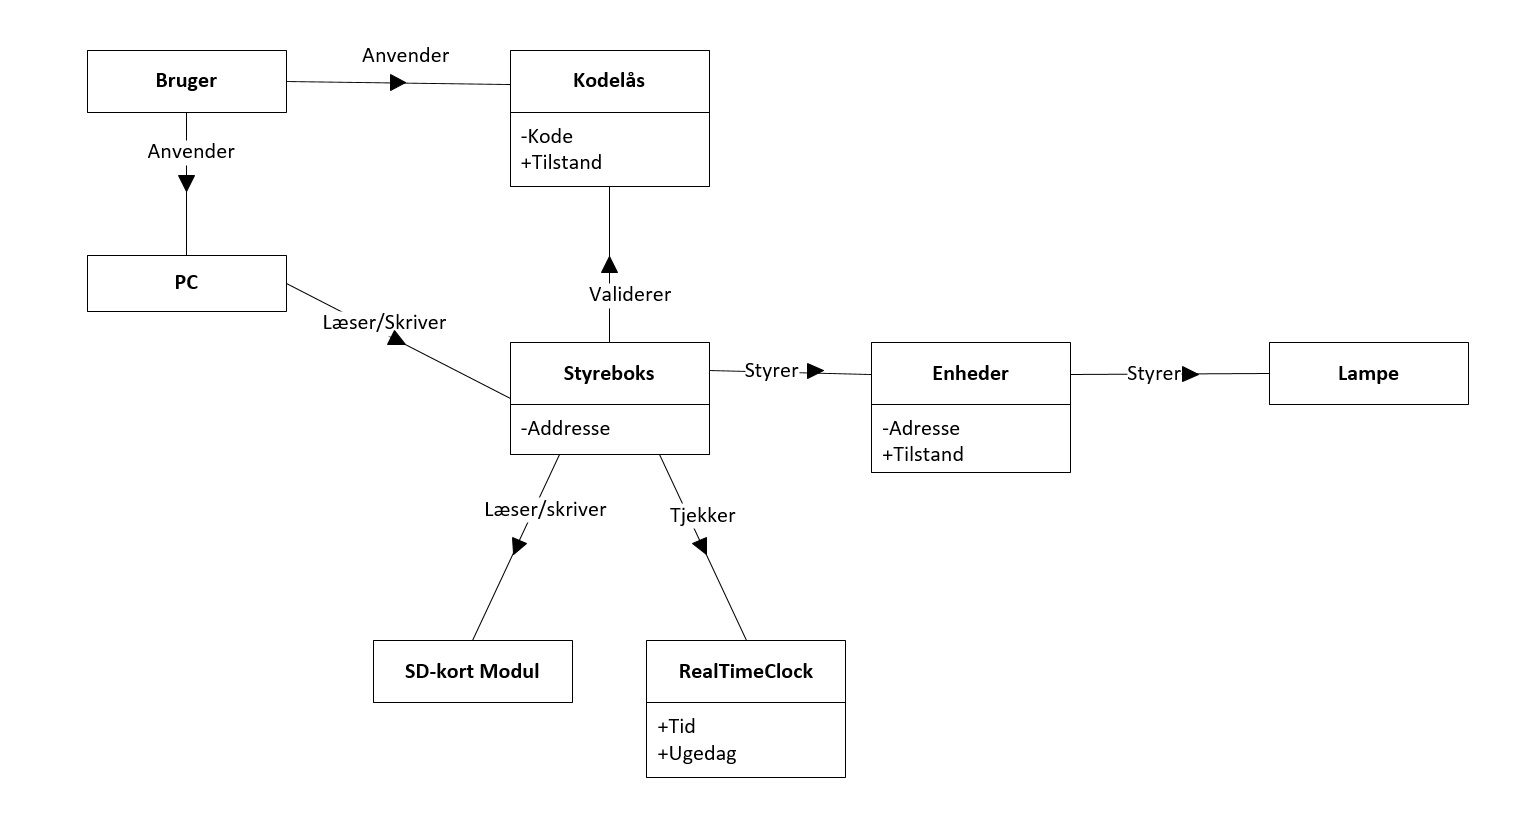 Anvender
Bruger
Kodelås
-Kode
+Tilstand
Anvender
PC
Læser/Skriver
Validerer
Styreboks
-Addresse
Styrer
Enheder
-Adresse
+Tilstand
Styrer
Lampe
Læser/skriver
Tjekker
SD-kort Modul
RealTimeClock
+Tid
+Ugedag